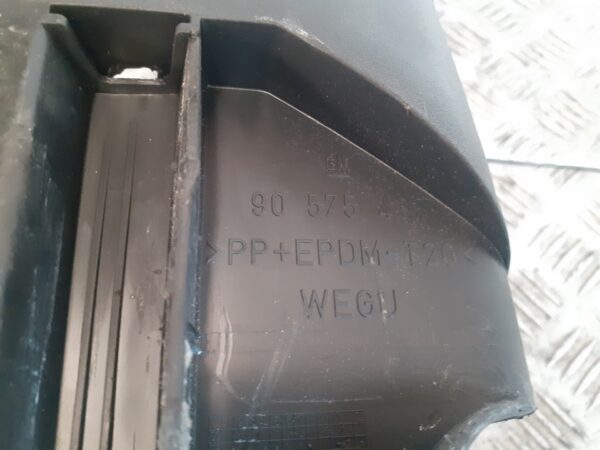 GM
90 575
>PP+EPDM-T20<
WEGU